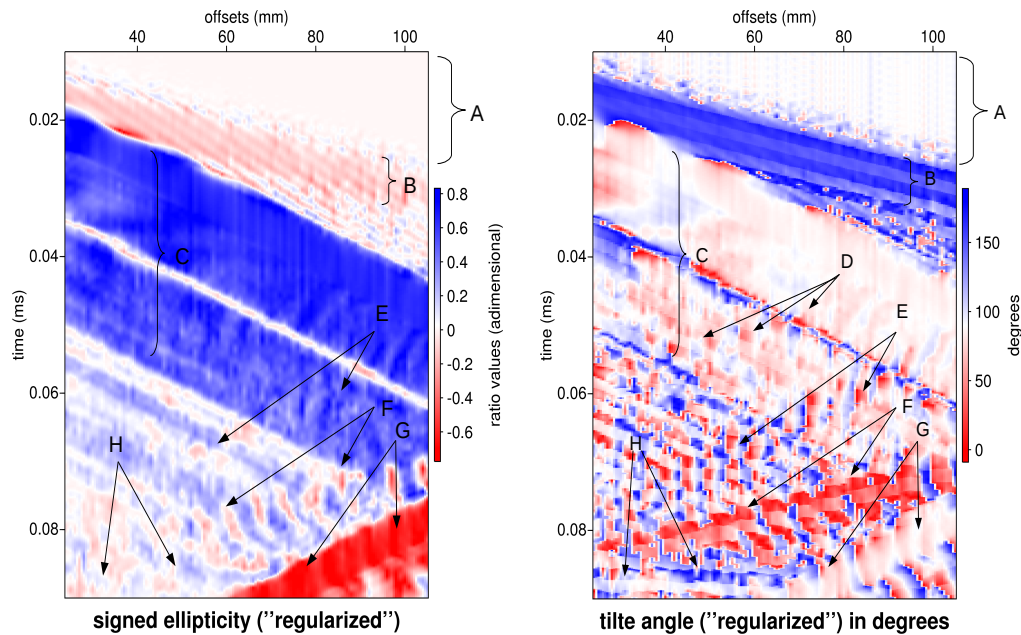 offsets (mm)
40 60 80 100
0.02
0.04
0.06
0.08
time (ms)
A
B
C
E
F
G
H
0.8
0.6
0.4
0.2
0
-0.2
-0.4
-0.6
ratio values (adimensional)
signed ellipticity (’’regularized’’)
offsets (mm)
40 60 80 100
0.02
0.04
0.06
0.08
time (ms)
A
B
C
D
E
F
G
H
150
100
50
0
degrees
tilte angle (’’regularized’’) in degrees